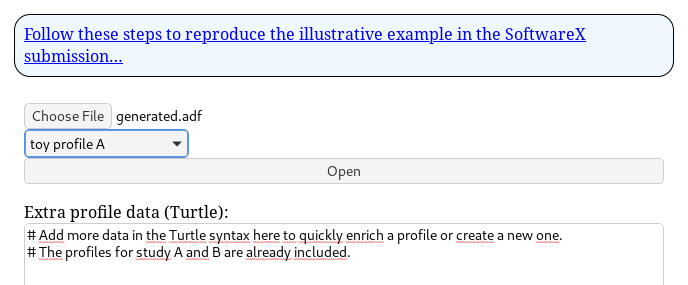 Follow these steps to reproduce the illustrative example in the SoftwareX
submission...
Choose File generated.adf
toy profile A
Open
Extra profile data (Turtle):
# Add more data in the Turtle syntax here to quickly enrich a profile or create a new one.
# The profiles for study A and B are already included.